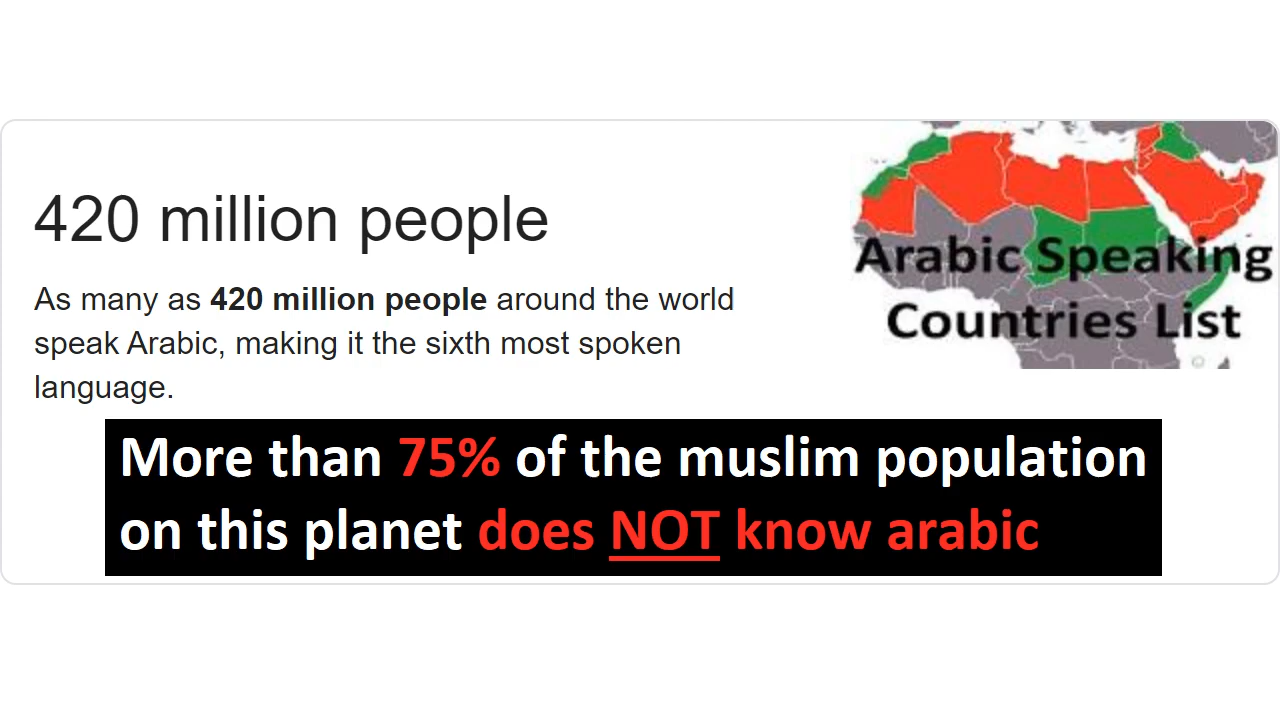 420 million people
As many as 420 million people around the world
speak Arabic, making it the sixth most spoken
language.
Arabic Speaking
Countries List
More than 75% of the muslim population
on this planet does NOT know arabic